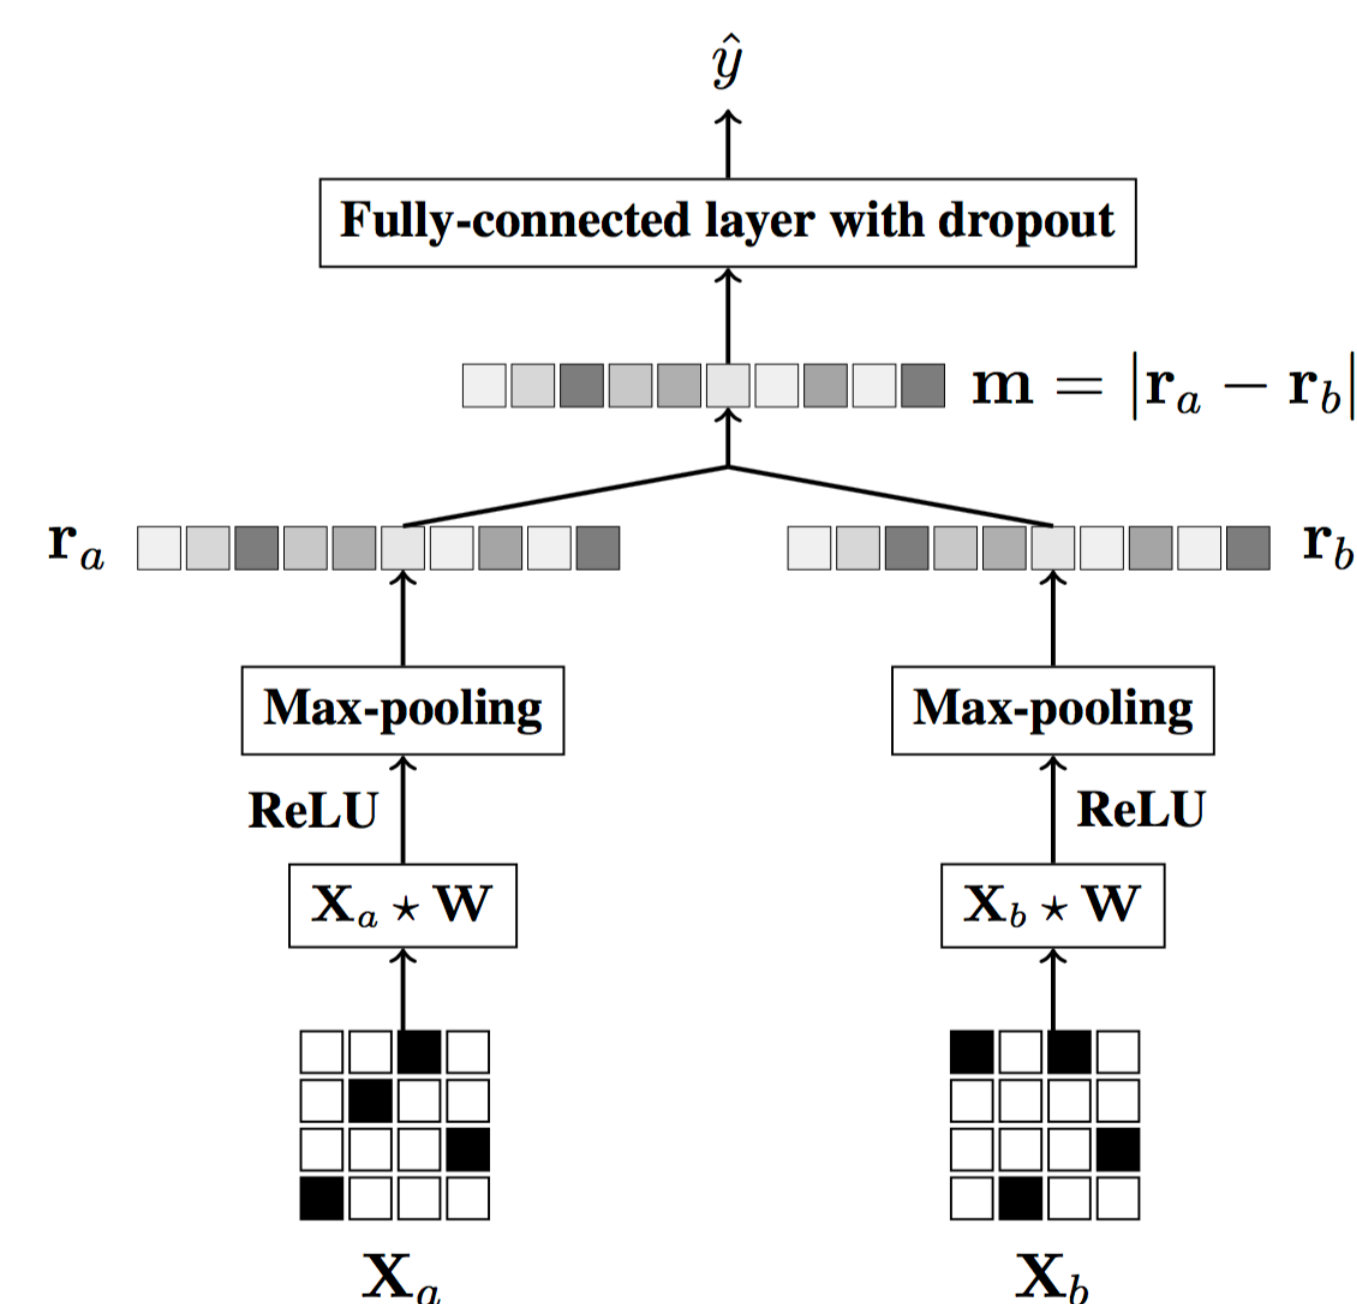 ŷ
Fully-connected layer with dropout
m = |r_a − r_b|
r_a
r_b
Max-pooling
Max-pooling
ReLU
ReLU
X_a ⋆ W
X_b ⋆ W
X_a
X_b